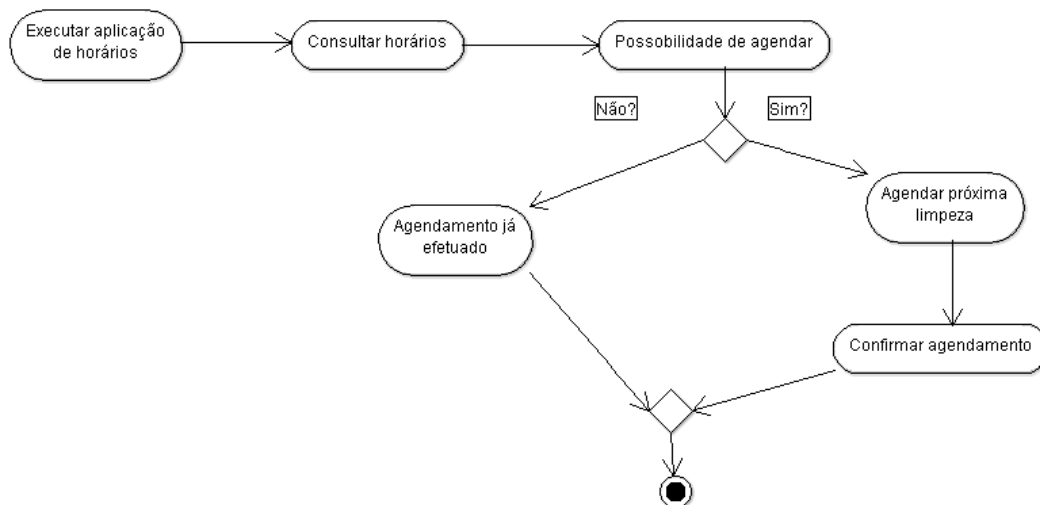 Executar aplicação
de horários
Consultar horários
Possobilidade de agendar
Não?
Sim?
Agendar próxima
limpeza
Agendamento já
efetuado
Confirmar agendamento